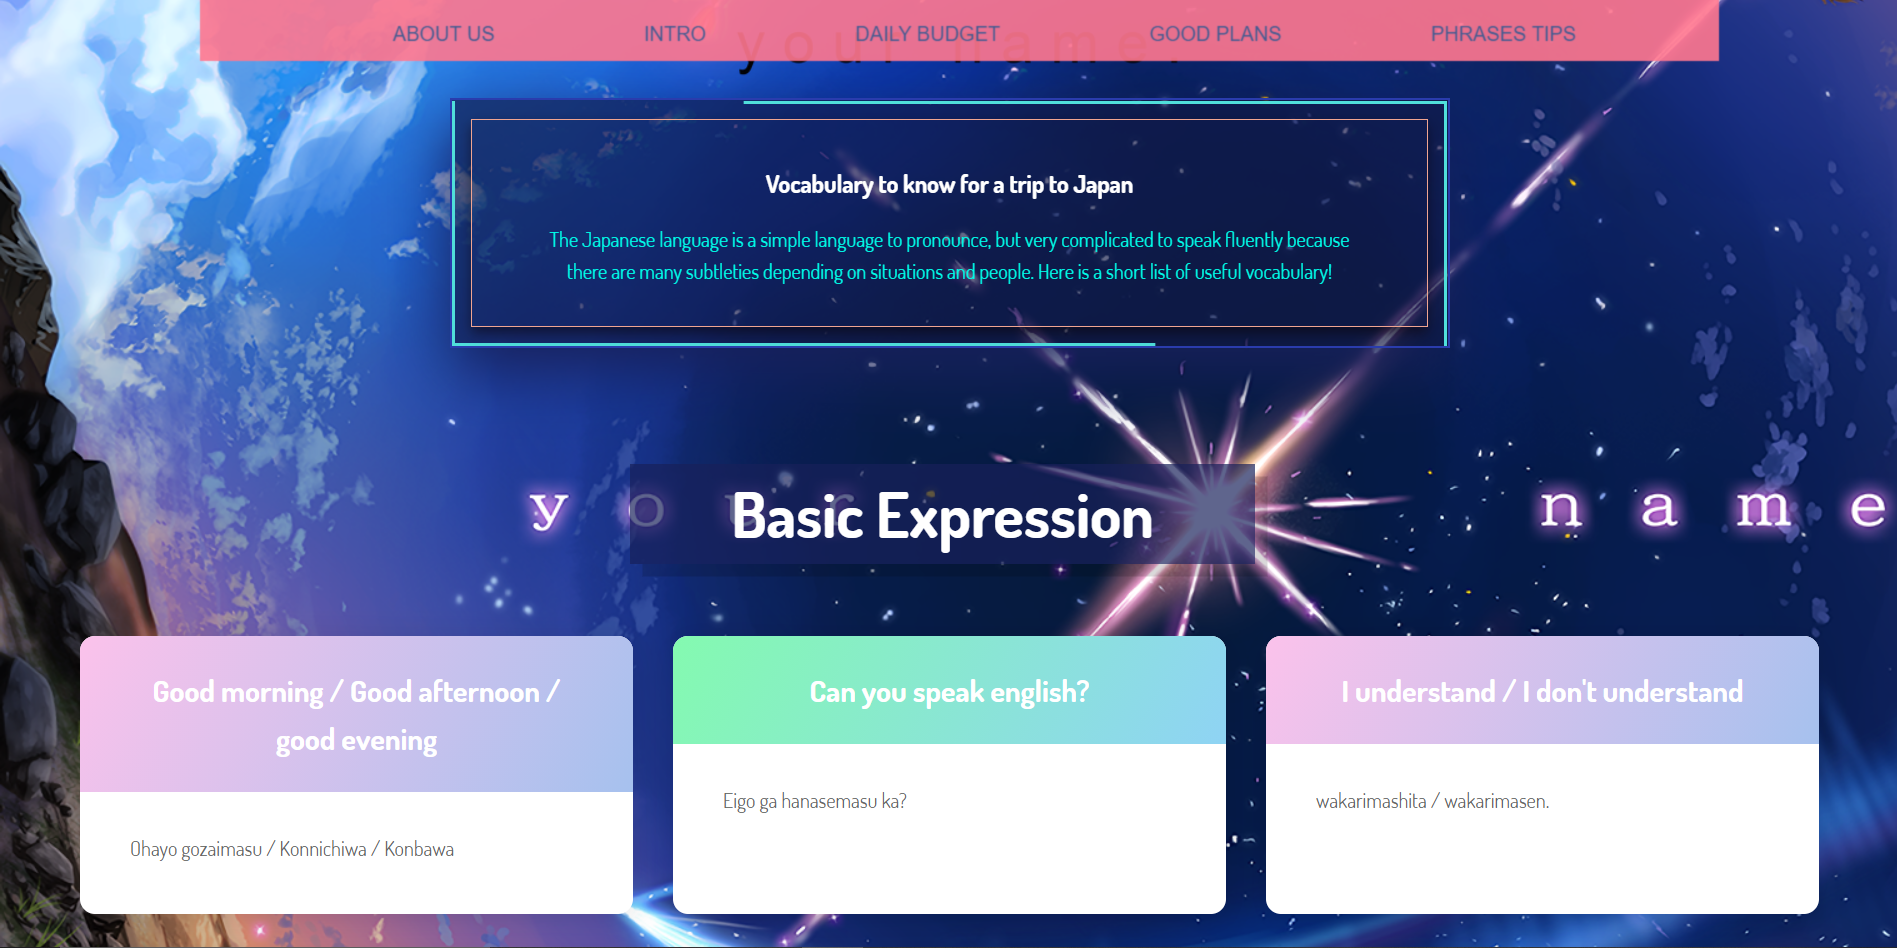 ABOUT US INTRO DAILY BUDGET GOOD PLANS PHRASES TIPS
your name.
Vocabulary to know for a trip to Japan
The Japanese language is a simple language to pronounce, but very complicated to speak fluently because
there are many subtleties depending on situations and people. Here is a short list of useful vocabulary!
your name
Basic Expression
Good morning / Good afternoon /
good evening
Ohayo gozaimasu / Konnichiwa / Konbawa
Can you speak english?
Eigo ga hanasemasu ka?
I understand / I don't understand
wakarimashita / wakarimasen.